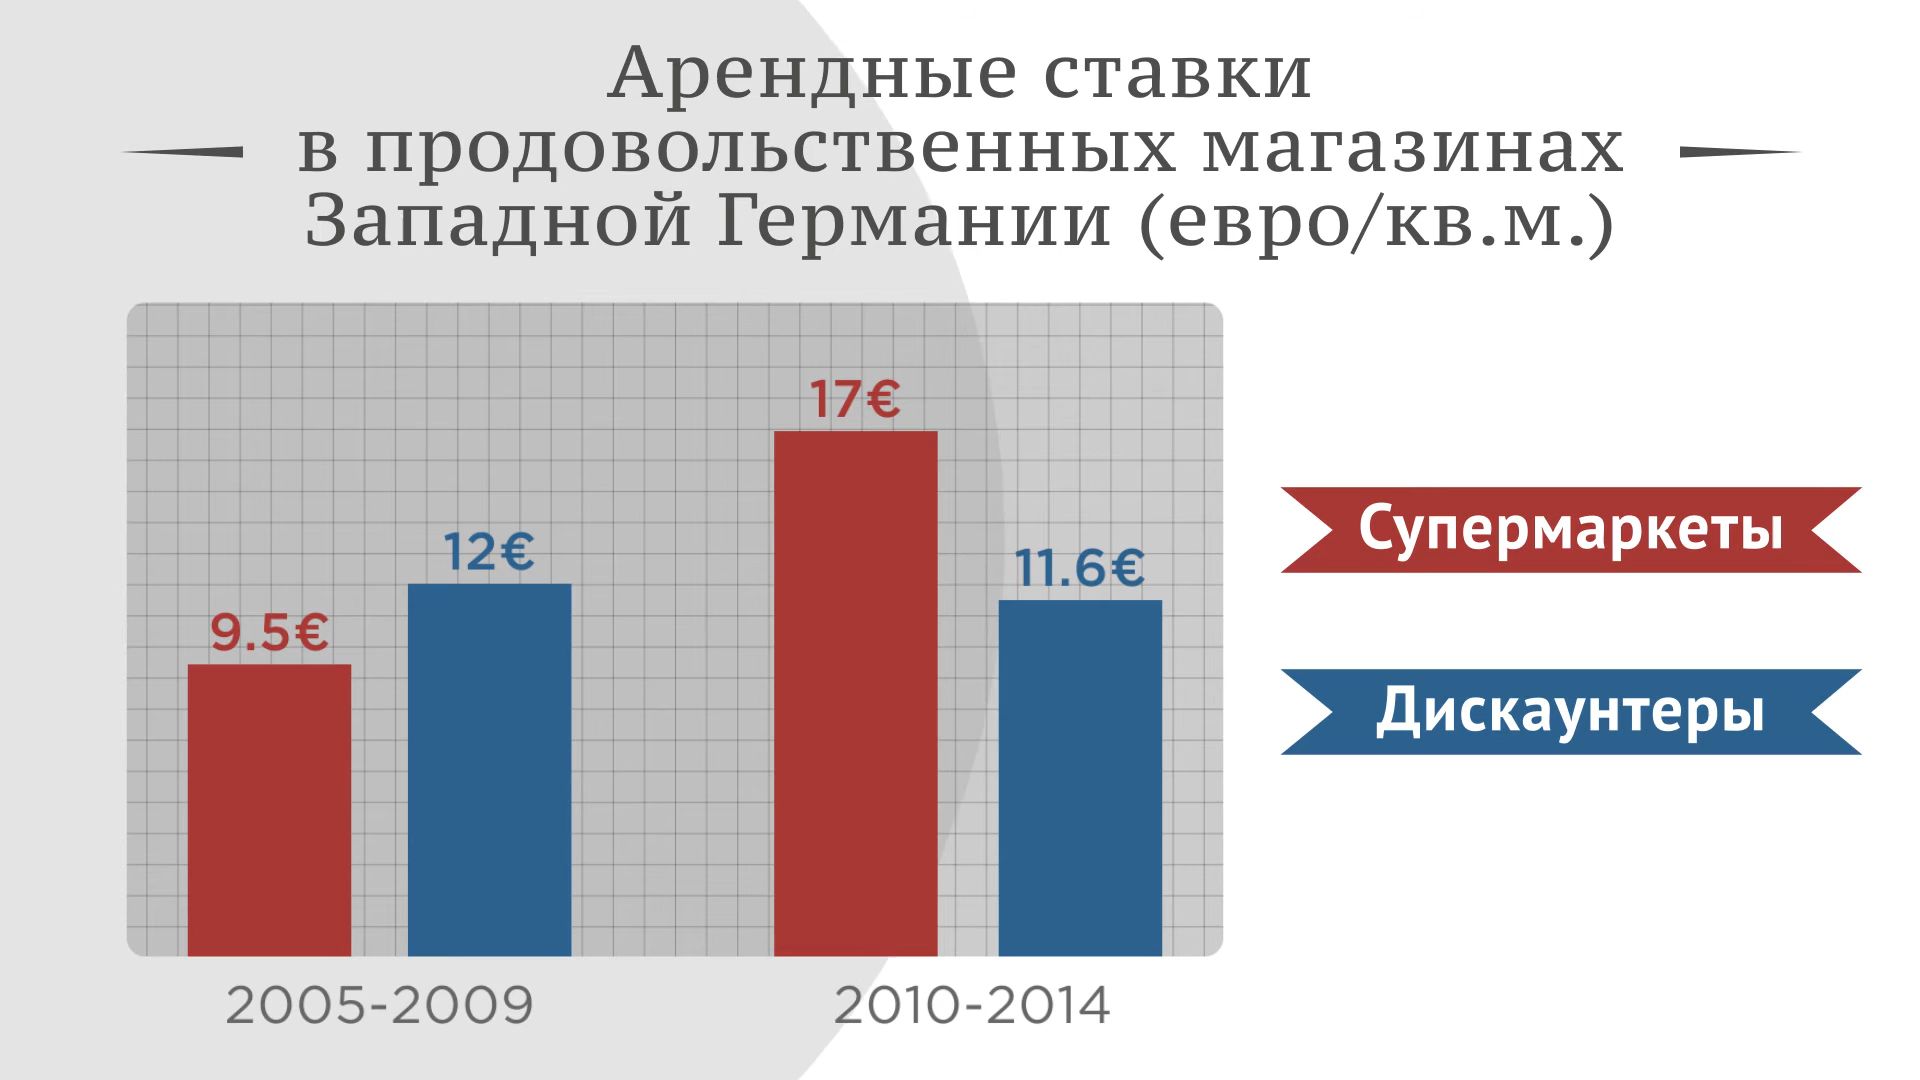 Арендные ставки
в продовольственных магазинах
Западной Германии (евро/кв.м.)
17€
12€
11.6€
9.5€
Супермаркеты
Дискаунтеры
2005-2009
2010-2014